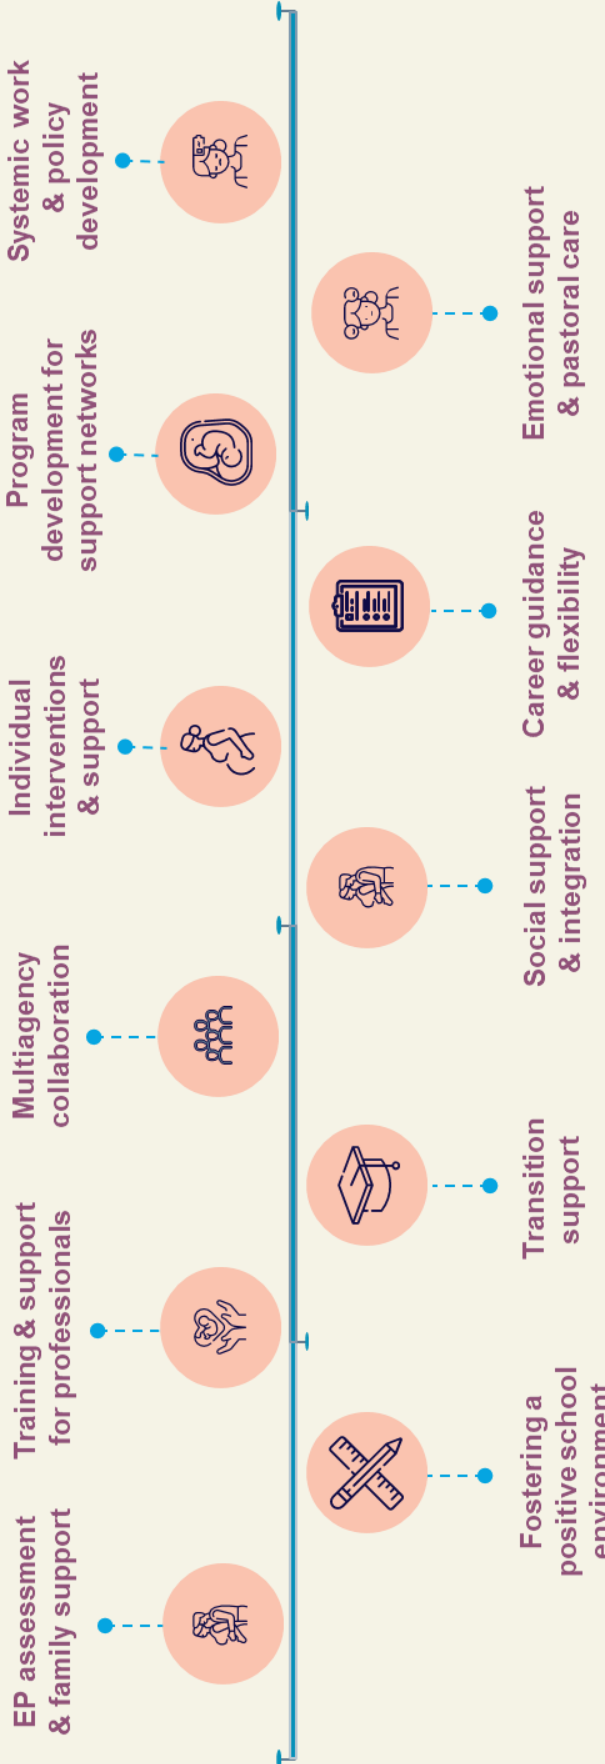 EP assessment
& family support
Training & support
for professionals
Multiagency
collaboration
Individual
interventions
& support
Program
development for
support networks
Systemic work
& policy
development
Fostering a
positive school
environment
Transition
support
Social support
& integration
Career guidance
& flexibility
Emotional support
& pastoral care